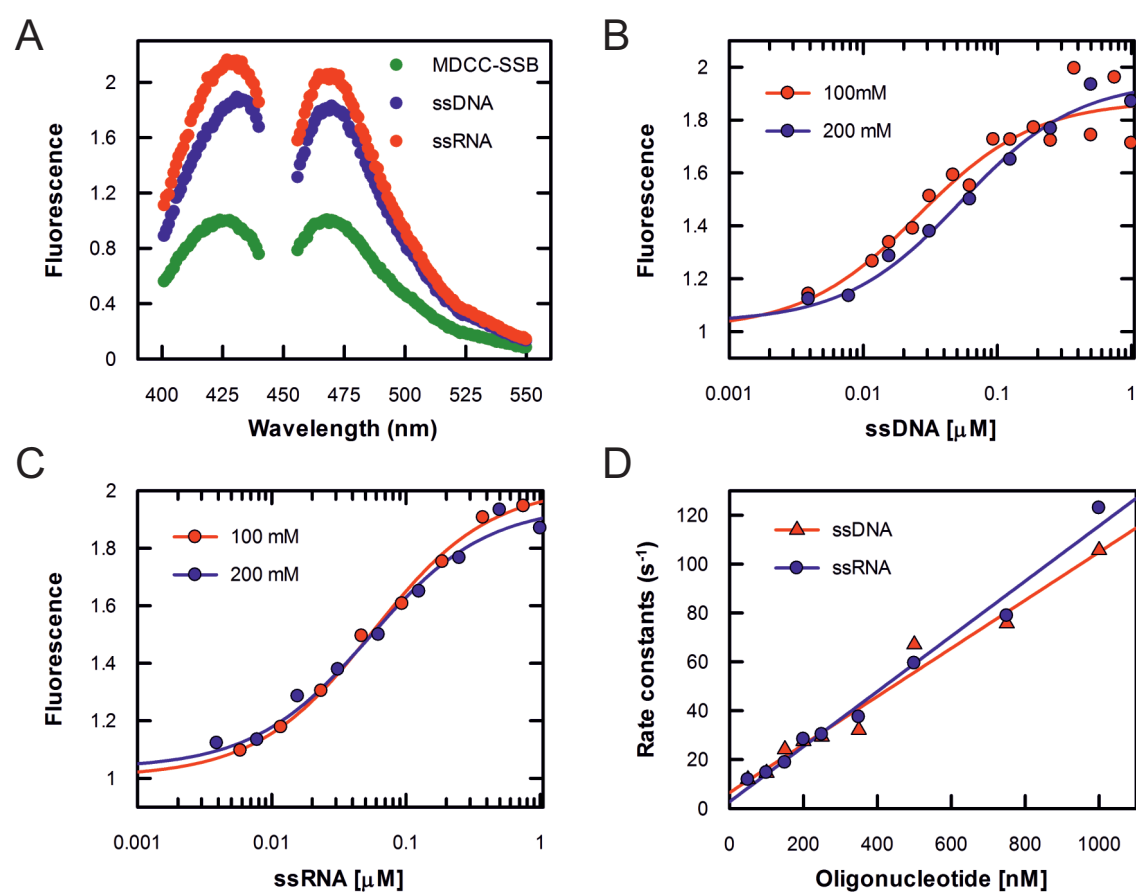 A
Fluorescence
2
1.6
1.2
0.8
0.4
0
MDCC-SSB
ssDNA
ssRNA
400 425 450 475 500 525 550
Wavelength (nm)
B
Fluorescence
2
1.8
1.6
1.4
1.2
1
100mM
200 mM
0.001 0.01 0.1 1
ssDNA [μM]
C
Fluorescence
2
1.8
1.6
1.4
1.2
1
100 mM
200 mM
0.001 0.01 0.1 1
ssRNA [μM]
D
Rate constants (s⁻¹)
120
100
80
60
40
20
0
ssDNA
ssRNA
0 200 400 600 800 1000
Oligonucleotide [nM]